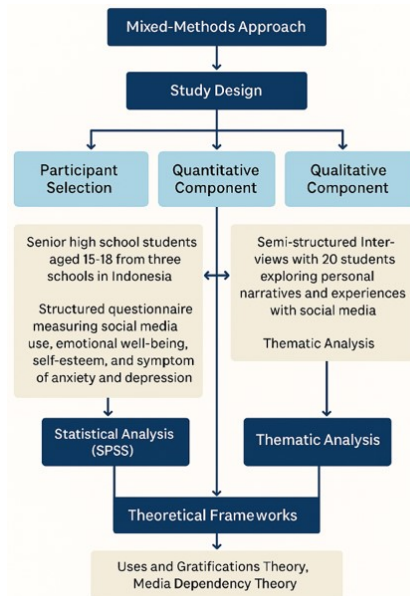 Mixed-Methods Approach
Study Design
Participant
Selection
Quantitative
Component
Qualitative
Component
Senior high school students
aged 15-18 from three
schools in Indonesia
Structured questionnaire
measuring social media
use, emotional well-being,
self-esteem, and symptom
of anxiety and depression
Semi-structured Inter-
views with 20 students
exploring personal
narratives and experiences
with social media
Thematic Analysis
Statistical Analysis
(SPSS)
Thematic Analysis
Theoretical Frameworks
Uses and Gratifications Theory,
Media Dependency Theory